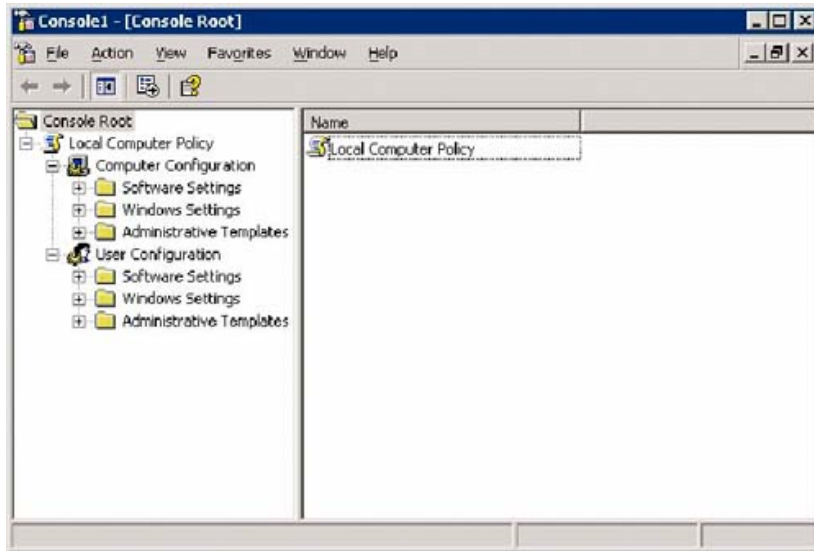 Console1 - [Console Root]
File Action View Favorites Window Help
Console Root
Local Computer Policy
Computer Configuration
Software Settings
Windows Settings
Administrative Templates
User Configuration
Software Settings
Windows Settings
Administrative Templates
Name
Local Computer Policy